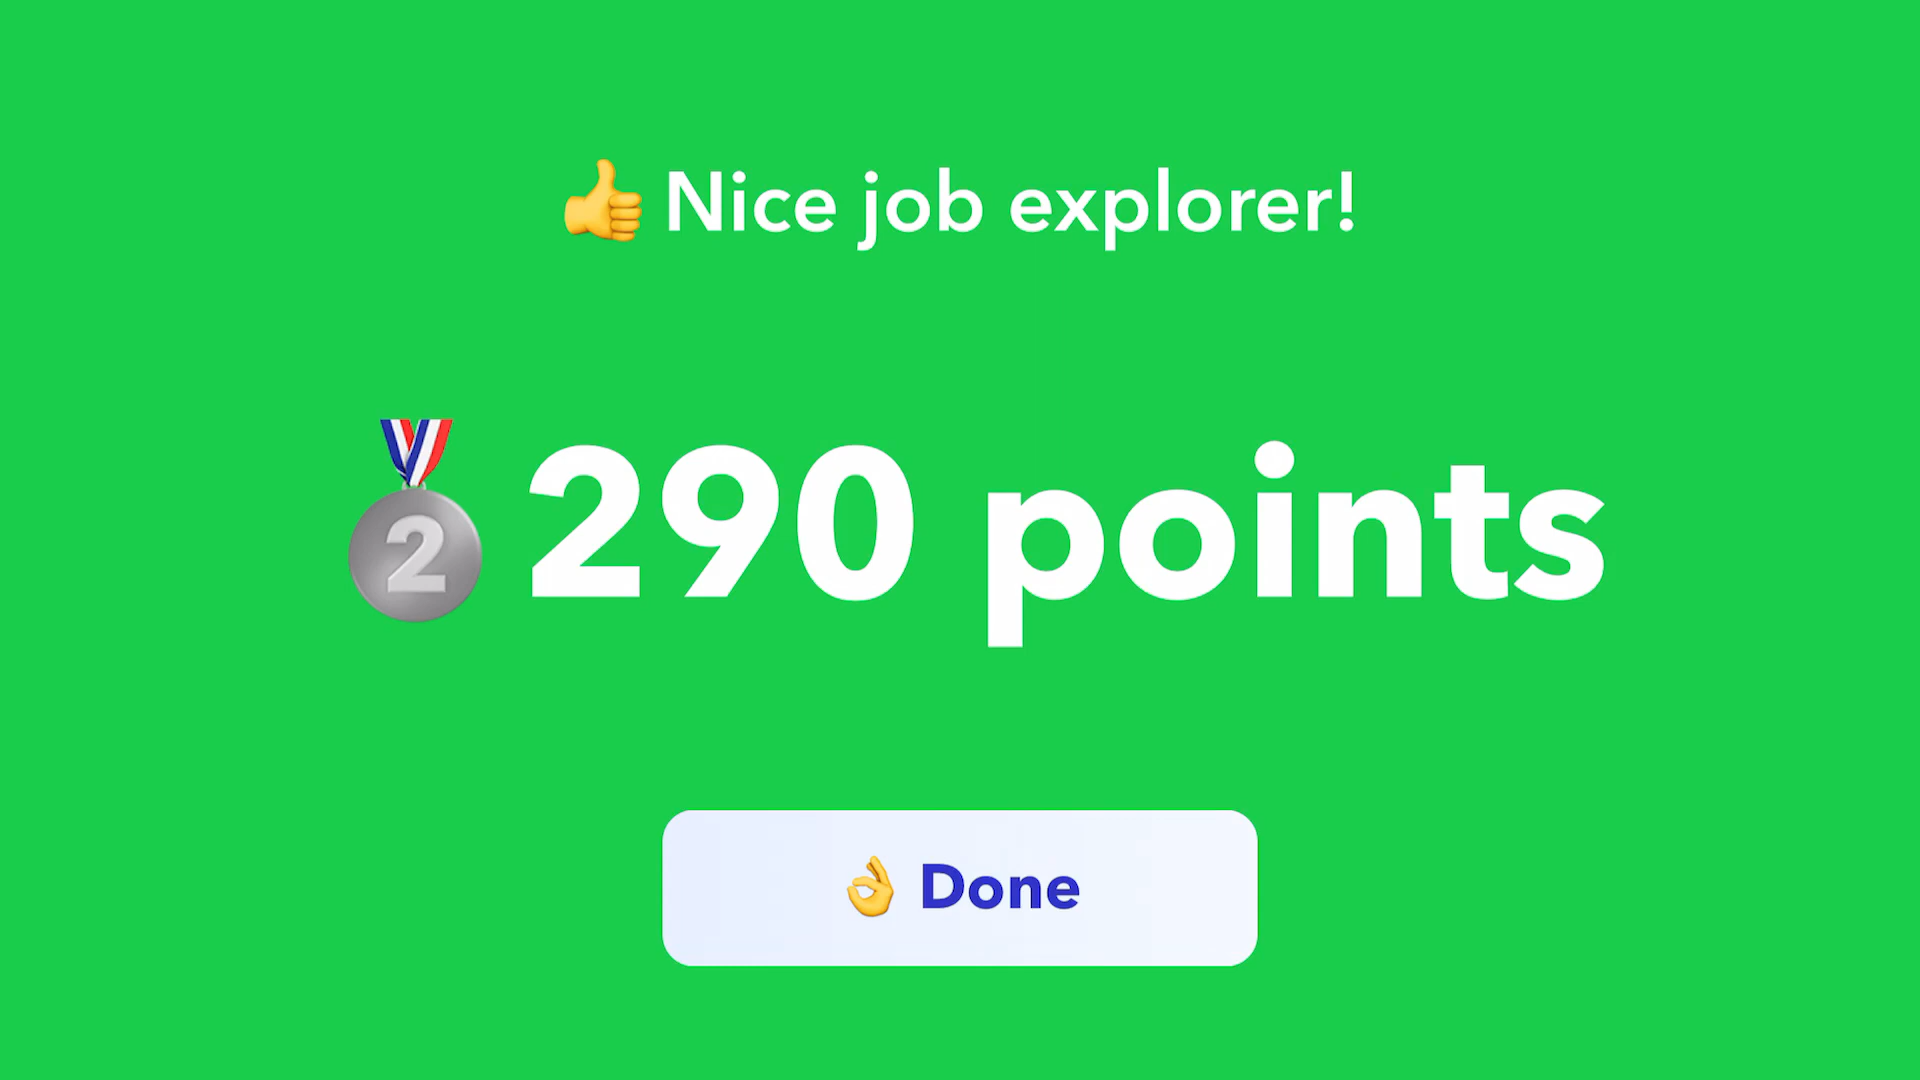 👍 Nice job explorer!
🥈 290 points
👌 Done